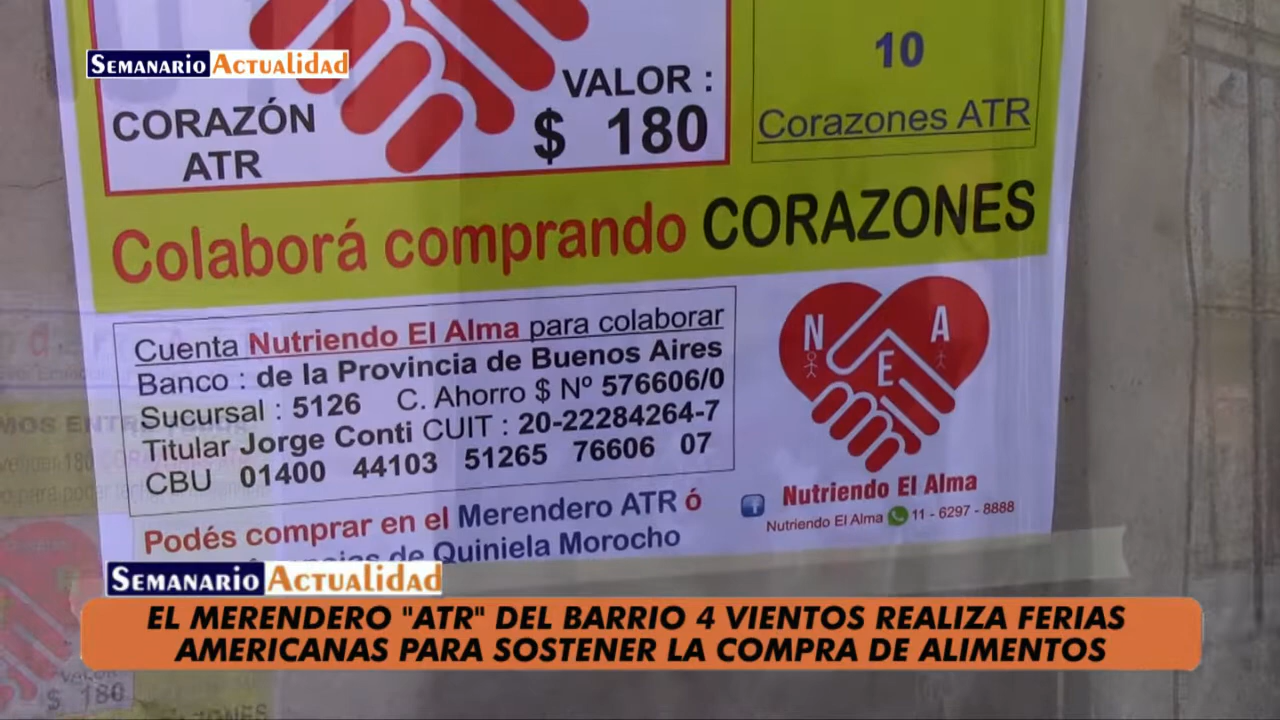 SEMANARIO ACTUALIDAD
CORAZÓN
ATR
VALOR :
$ 180
10
Corazones ATR
Colaborá comprando CORAZONES
Cuenta Nutriendo El Alma para colaborar
Banco : de la Provincia de Buenos Aires
Sucursal : 5126 C. Ahorro $ Nº 576606/0
Titular Jorge Conti CUIT : 20-22284264-7
CBU 01400 44103 51265 76606 07
N E A
Nutriendo El Alma
Nutriendo El Alma 11 - 6297 - 8888
Podés comprar en el Merendero ATR ó
de Quiniela Morocho
SEMANARIO ACTUALIDAD
EL MERENDERO "ATR" DEL BARRIO 4 VIENTOS REALIZA FERIAS
AMERICANAS PARA SOSTENER LA COMPRA DE ALIMENTOS
VALOR
$ 180